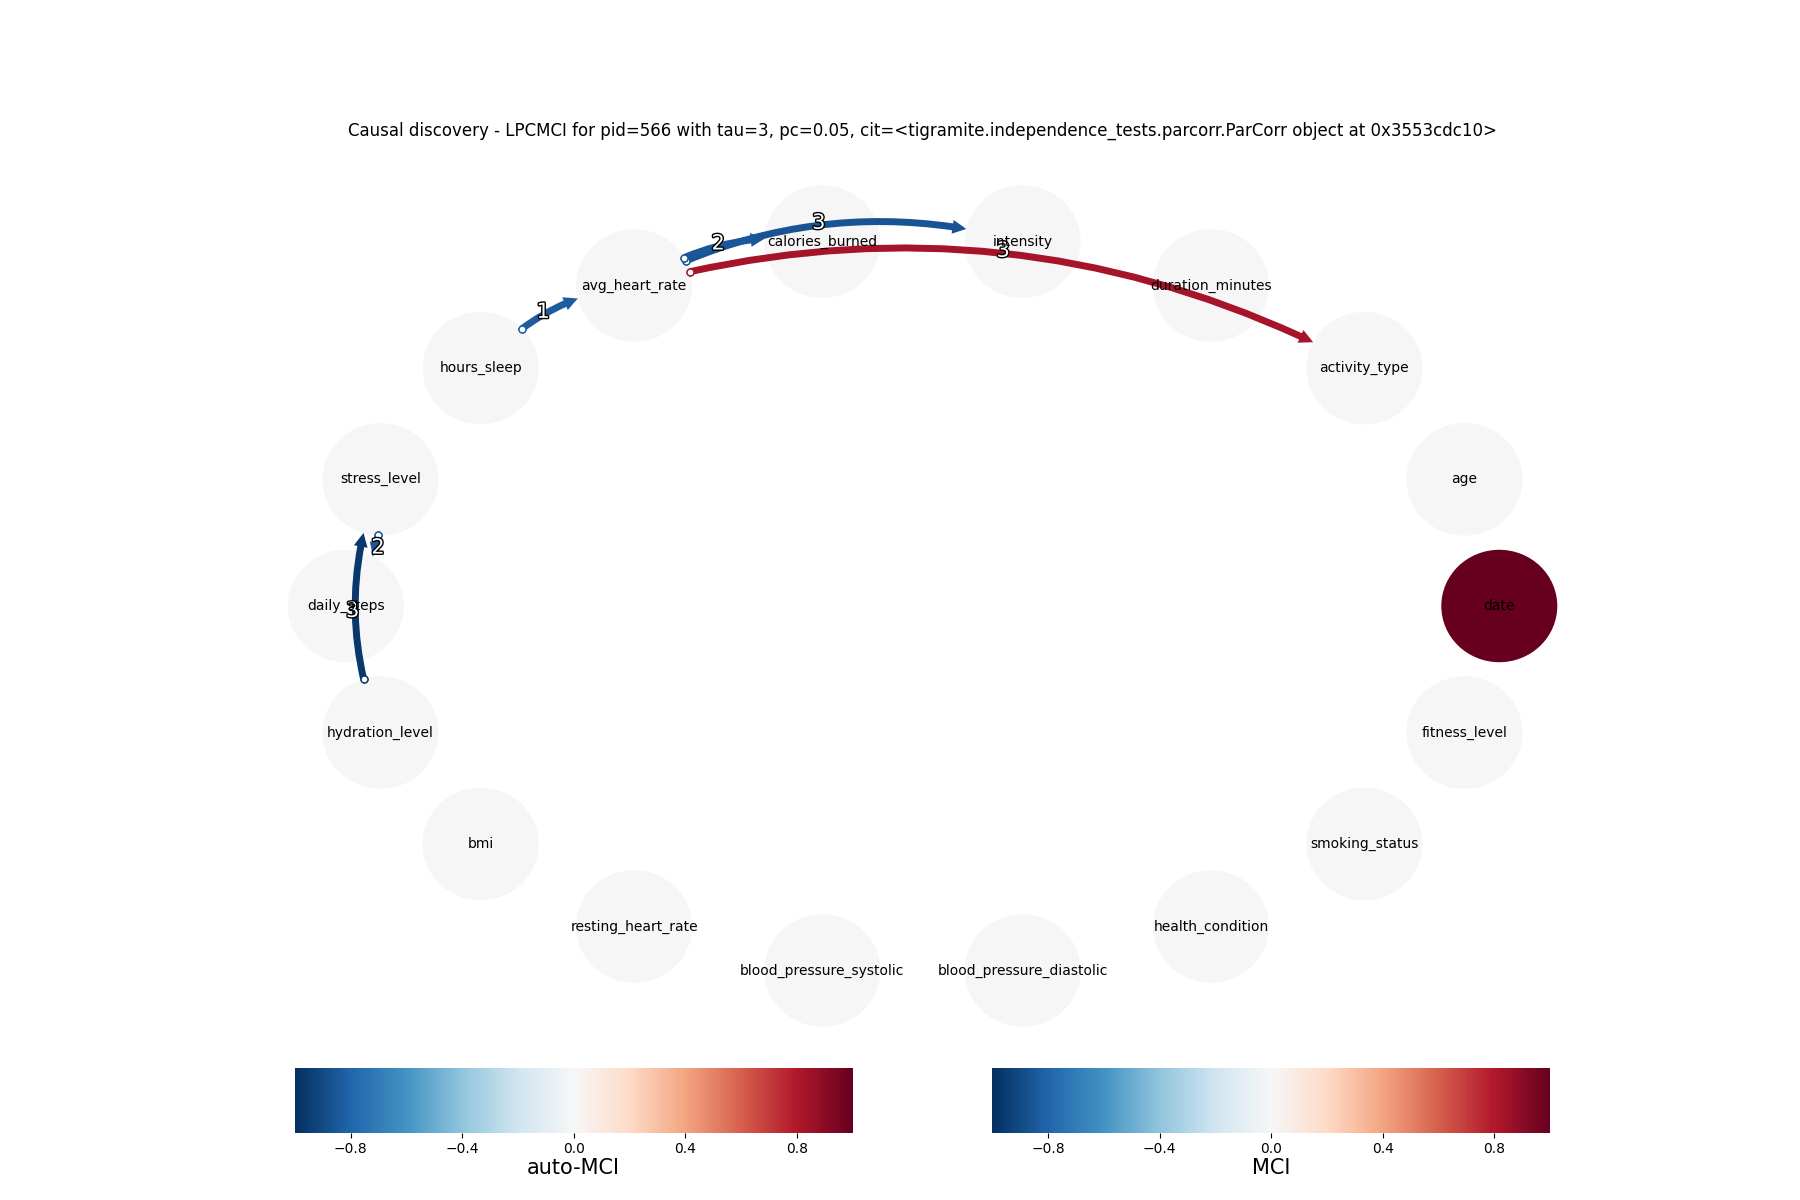 Causal discovery - LPCMCI for pid=566 with tau=3, pc=0.05, cit=<tigramite.independence_tests.parcorr.ParCorr object at 0x3553cdc10>
3
2
calories_burned
intensity
3
avg_heart_rate
duration_minutes
1
hours_sleep
activity_type
stress_level
age
2
daily_steps
3
date
hydration_level
fitness_level
bmi
smoking_status
resting_heart_rate
health_condition
blood_pressure_systolic
blood_pressure_diastolic
−0.8 −0.4 0.0 0.4 0.8
auto-MCI
−0.8 −0.4 0.0 0.4 0.8
MCI